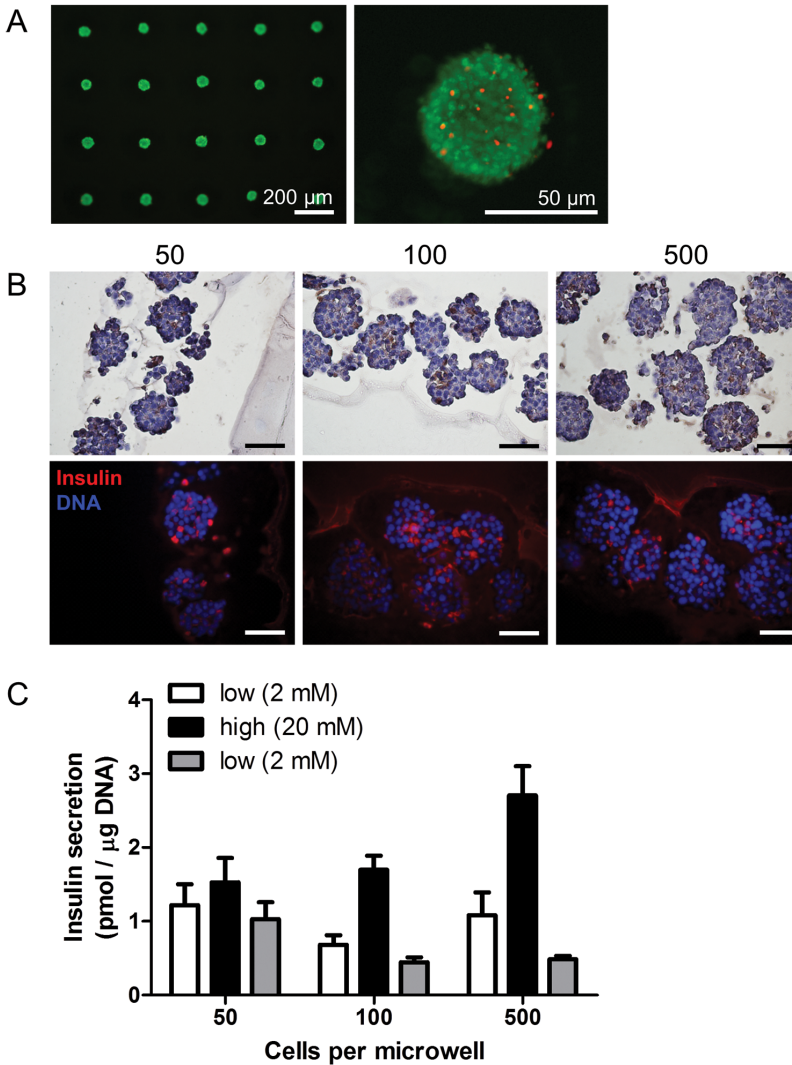 A
200 µm
50 µm
50
100
500
B
Insulin
DNA
C
low (2 mM)
high (20 mM)
low (2 mM)
Insulin secretion
(pmol / µg DNA)
4
3
2
1
0
50
100
500
Cells per microwell